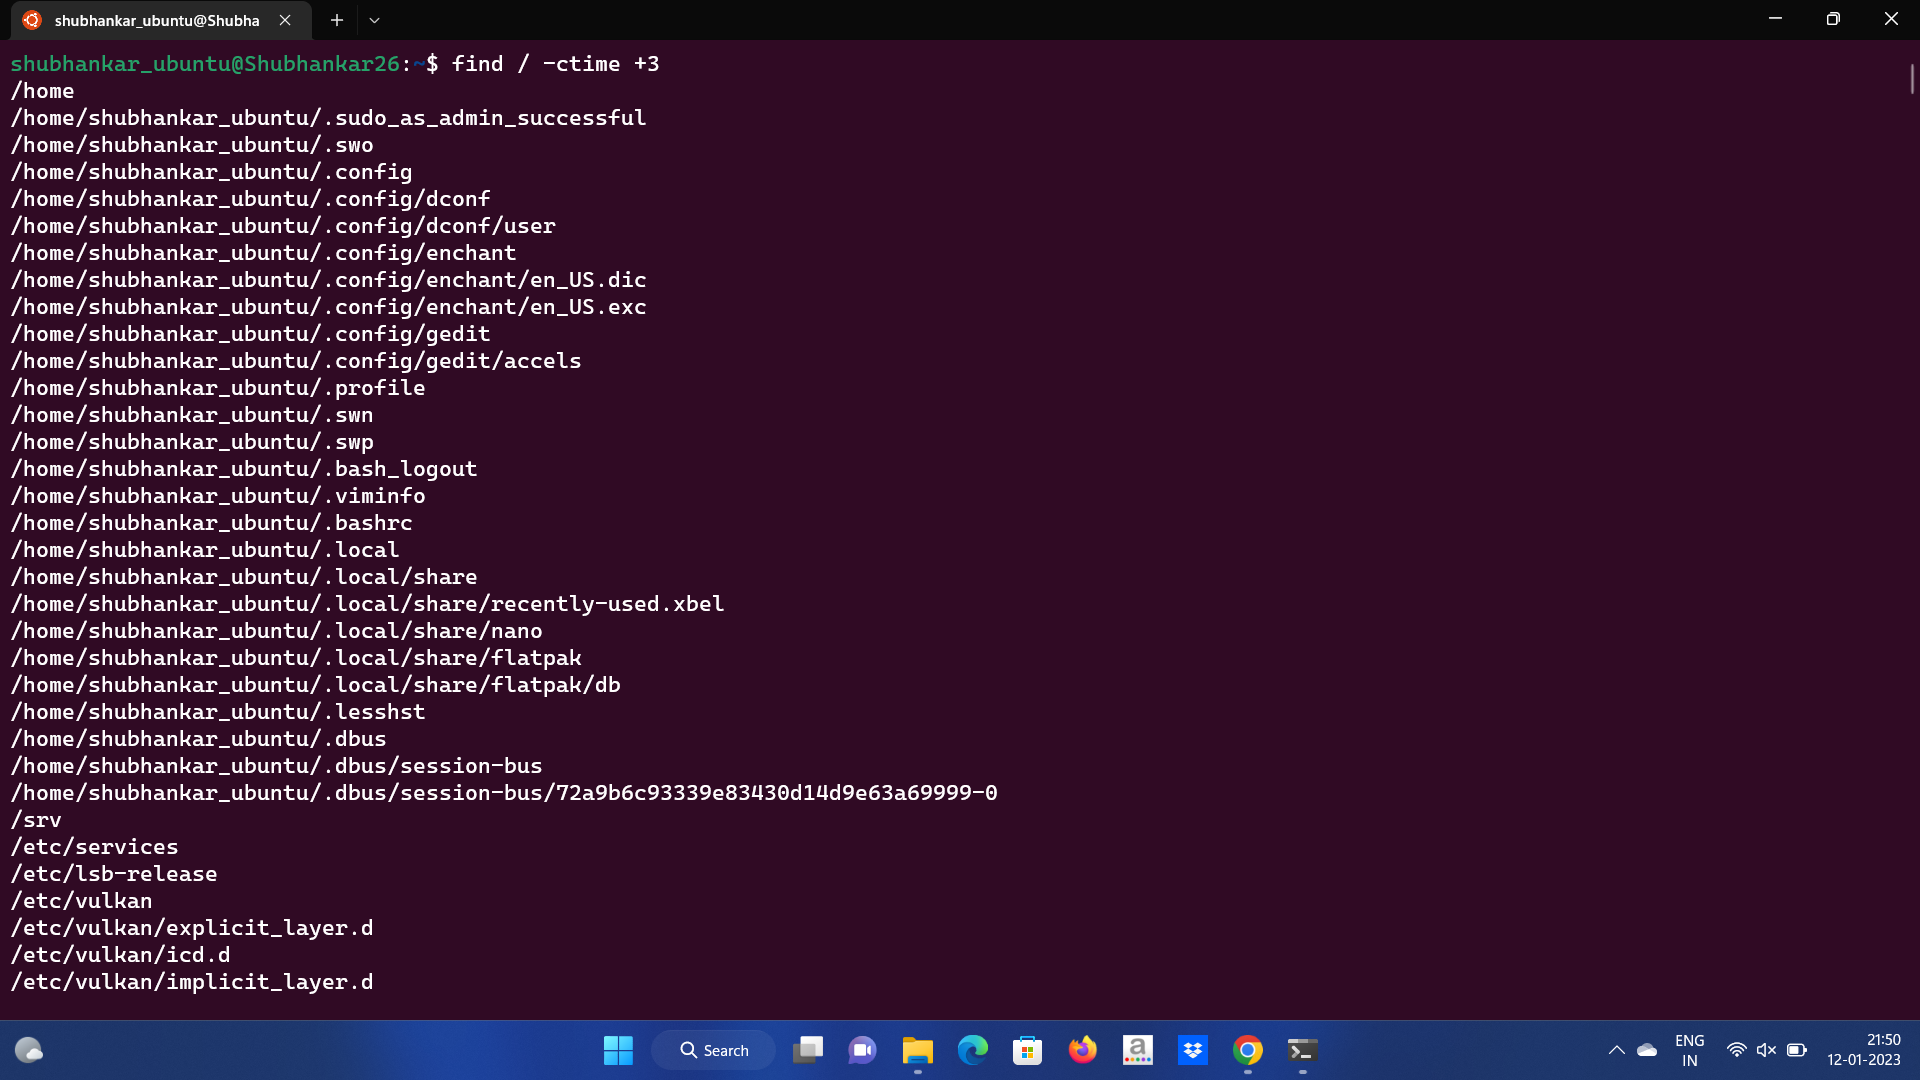 shubhankar_ubuntu@Shubha
shubhankar_ubuntu@Shubhankar26:~$ find / -ctime +3
/home
/home/shubhankar_ubuntu/.sudo_as_admin_successful
/home/shubhankar_ubuntu/.swo
/home/shubhankar_ubuntu/.config
/home/shubhankar_ubuntu/.config/dconf
/home/shubhankar_ubuntu/.config/dconf/user
/home/shubhankar_ubuntu/.config/enchant
/home/shubhankar_ubuntu/.config/enchant/en_US.dic
/home/shubhankar_ubuntu/.config/enchant/en_US.exc
/home/shubhankar_ubuntu/.config/gedit
/home/shubhankar_ubuntu/.config/gedit/accels
/home/shubhankar_ubuntu/.profile
/home/shubhankar_ubuntu/.swn
/home/shubhankar_ubuntu/.swp
/home/shubhankar_ubuntu/.bash_logout
/home/shubhankar_ubuntu/.viminfo
/home/shubhankar_ubuntu/.bashrc
/home/shubhankar_ubuntu/.local
/home/shubhankar_ubuntu/.local/share
/home/shubhankar_ubuntu/.local/share/recently-used.xbel
/home/shubhankar_ubuntu/.local/share/nano
/home/shubhankar_ubuntu/.local/share/flatpak
/home/shubhankar_ubuntu/.local/share/flatpak/db
/home/shubhankar_ubuntu/.lesshst
/home/shubhankar_ubuntu/.dbus
/home/shubhankar_ubuntu/.dbus/session-bus
/home/shubhankar_ubuntu/.dbus/session-bus/72a9b6c93339e83430d14d9e63a69999-0
/srv
/etc/services
/etc/lsb-release
/etc/vulkan
/etc/vulkan/explicit_layer.d
/etc/vulkan/icd.d
/etc/vulkan/implicit_layer.d
Search
a
ENG
IN
21:50
12-01-2023